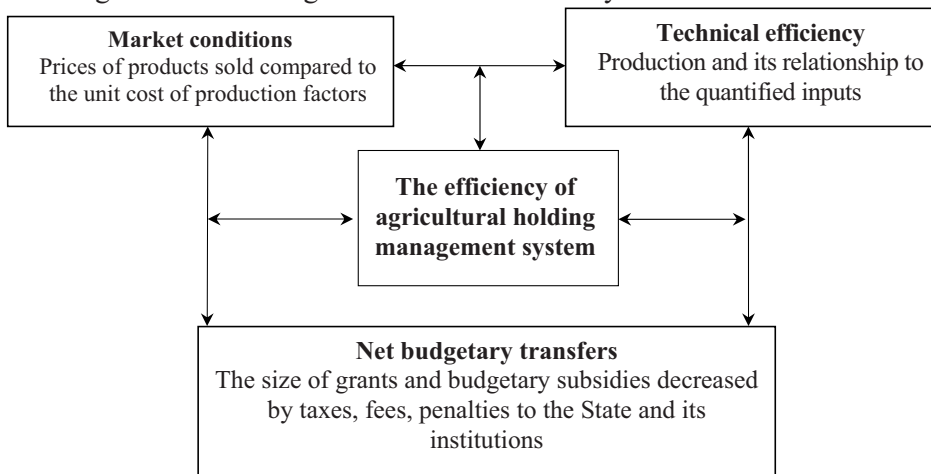 Market conditions
Prices of products sold compared to
the unit cost of production factors
Technical efficiency
Production and its relationship to
the quantified inputs
The efficiency of
agricultural holding
management system
Net budgetary transfers
The size of grants and budgetary subsidies decreased
by taxes, fees, penalties to the State and its
institutions